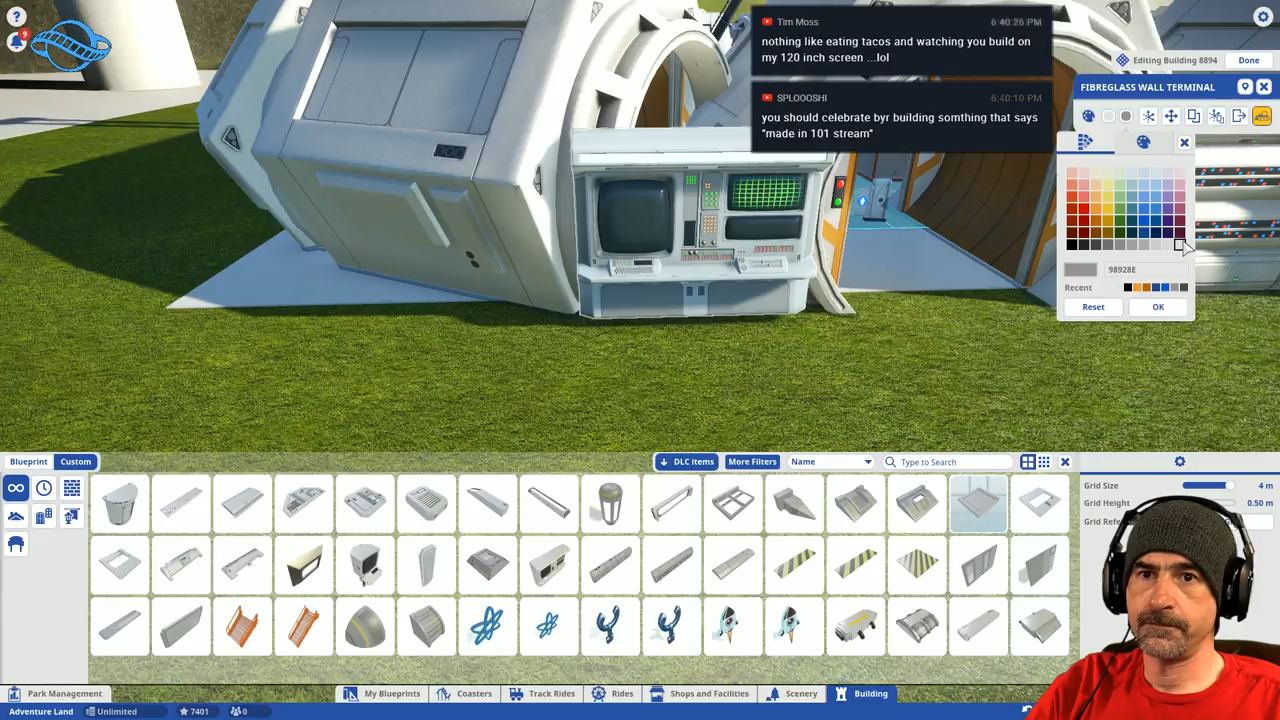 ?
9
Tim Moss
6:40:26 PM
nothing like eating tacos and watching you build on
my 120 inch screen ...lol
SPLOOOSHI
6:40:10 PM
you should celebrate byr building somthing that says
"made in 101 stream"
Editing Building 8894
Done
FIBREGLASS WALL TERMINAL
98928E
Recent
Reset
OK
Blueprint
Custom
DLC items
More Filters
Name
Type to Search
Grid Size
4 m
Grid Height
0.50 m
Park Management
My Blueprints
Coasters
Track Rides
Rides
Shops and Facilities
Scenery
Building
Adventure Land
Unlimited
7401
0